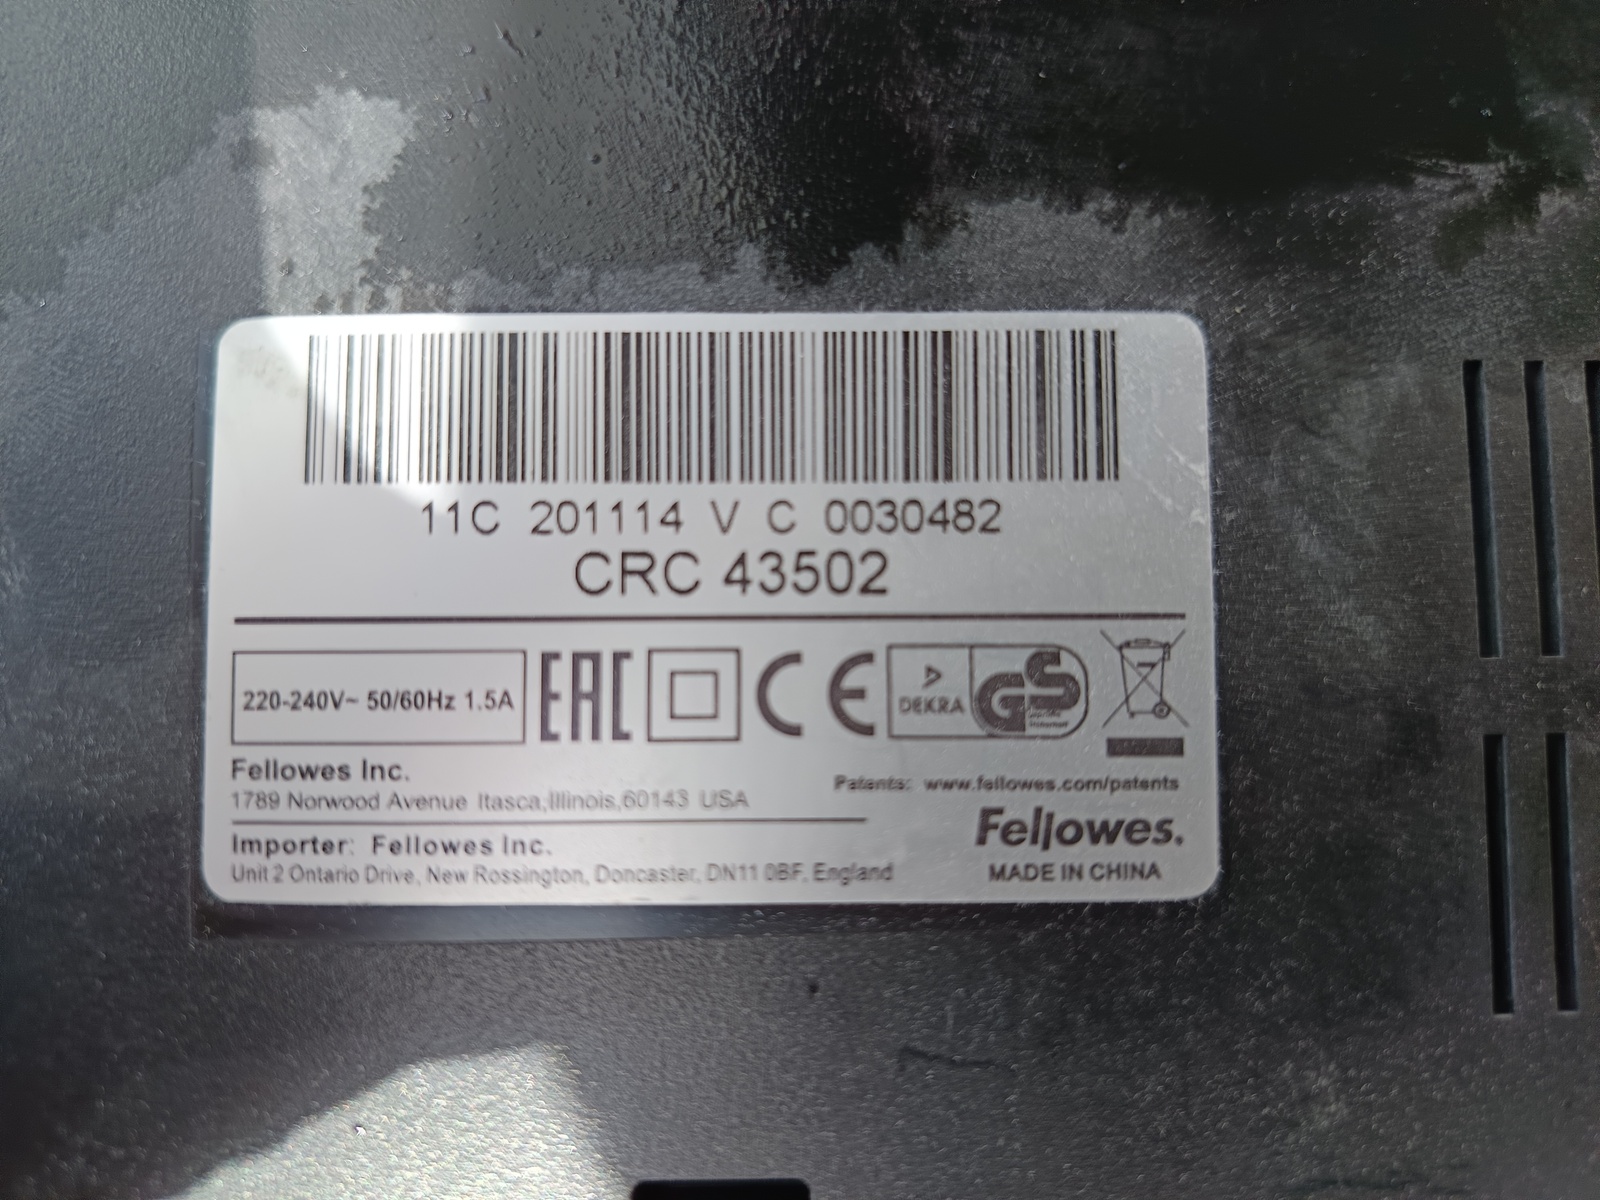 11C 201114 V C 0030482
CRC 43502
220-240V~ 50/60Hz 1.5A
EAC
CE
DEKRA
GS
Fellowes Inc.
1789 Norwood Avenue Itasca,Illinois,60143 USA
Patents: www.fellowes.com/patents
Importer: Fellowes Inc.
Unit 2 Ontario Drive, New Rossington, Doncaster, DN11 0BF, England
Fellowes.
MADE IN CHINA